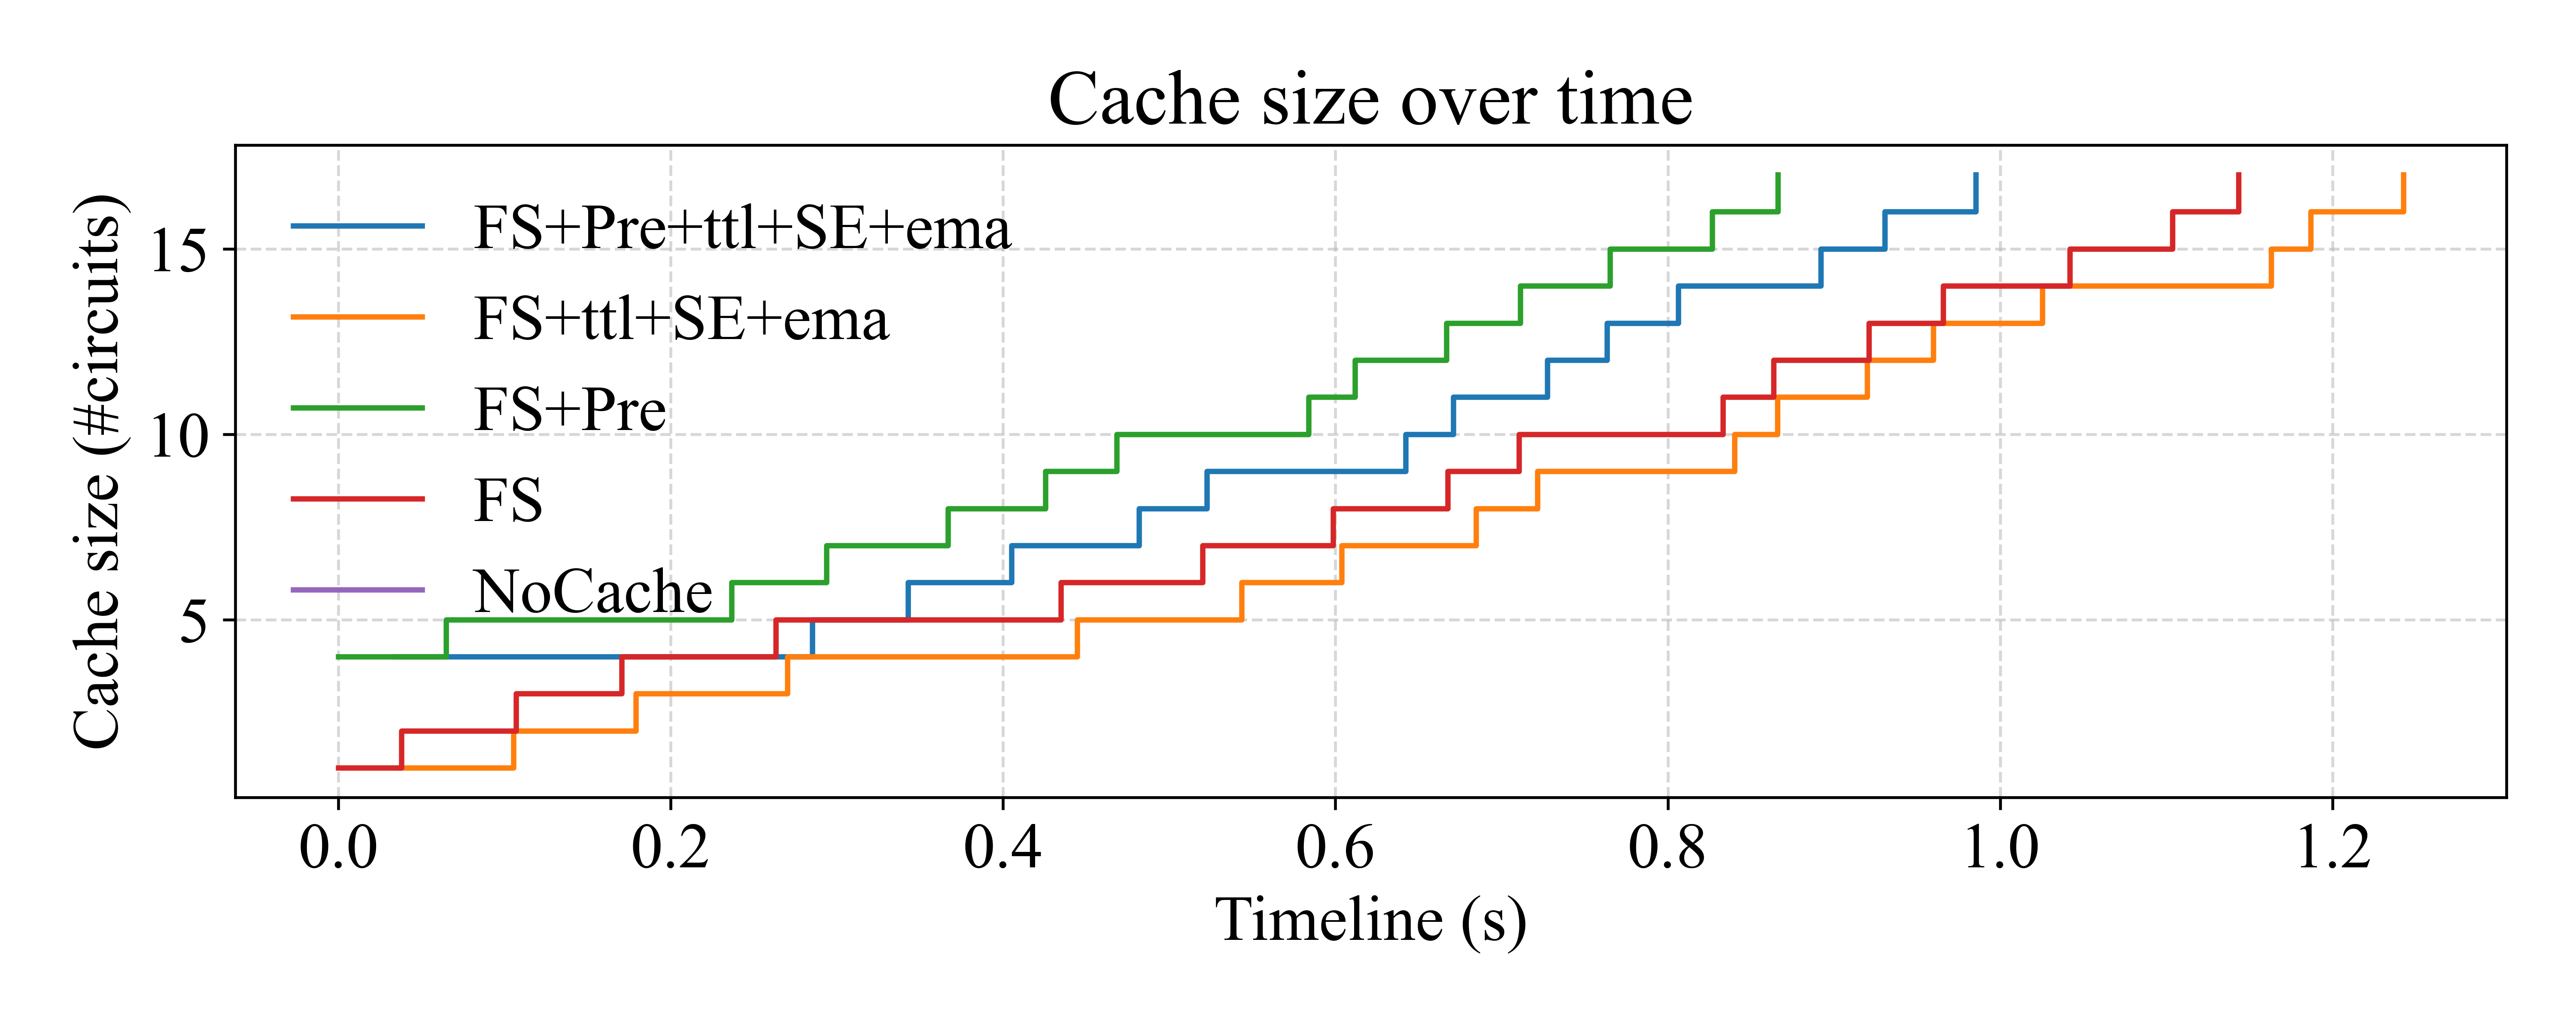 Cache size over time
Cache size (#circuits)
15
10
5
FS+Pre+ttl+SE+ema
FS+ttl+SE+ema
FS+Pre
FS
NoCache
0.0 0.2 0.4 0.6 0.8 1.0 1.2
Timeline (s)